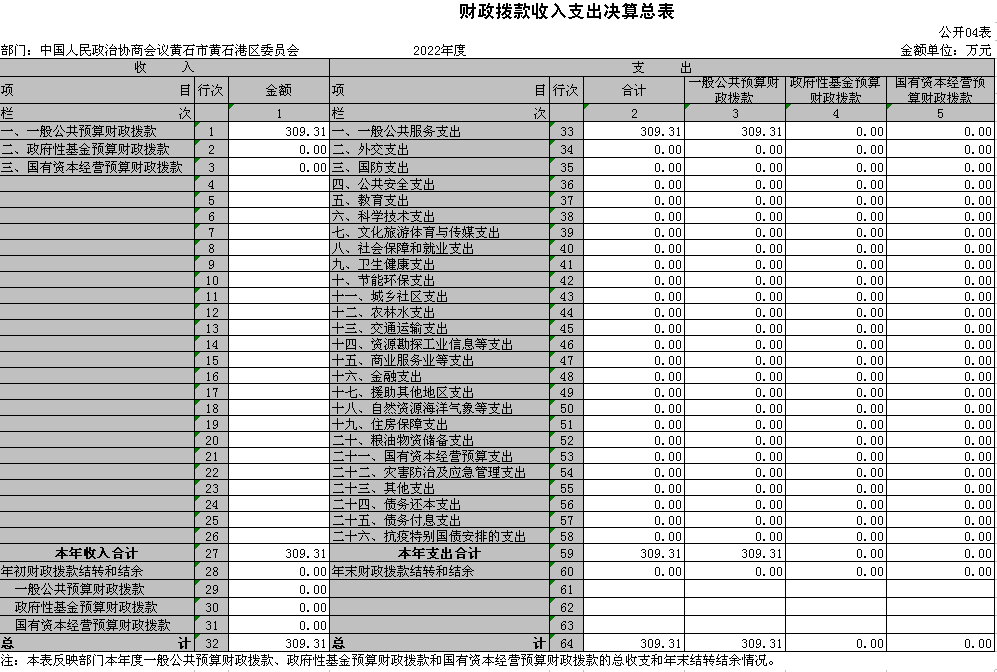 财政拨款收入支出决算总表
公开04表
部门：中国人民政治协商会议黄石市黄石港区委员会 2022年度 金额单位：万元
收 入 支 出
项 目 行次 金额 项 目 行次 合计 一般公共预算财政拨款 政府性基金预算财政拨款 国有资本经营预算财政拨款
栏 次 1 栏 次 2 3 4 5
一、一般公共预算财政拨款 1 309.31 一、一般公共服务支出 33 309.31 309.31 0.00 0.00
二、政府性基金预算财政拨款 2 0.00 二、外交支出 34 0.00 0.00 0.00 0.00
三、国有资本经营预算财政拨款 3 0.00 三、国防支出 35 0.00 0.00 0.00 0.00
4 四、公共安全支出 36 0.00 0.00 0.00 0.00
5 五、教育支出 37 0.00 0.00 0.00 0.00
6 六、科学技术支出 38 0.00 0.00 0.00 0.00
7 七、文化旅游体育与传媒支出 39 0.00 0.00 0.00 0.00
8 八、社会保障和就业支出 40 0.00 0.00 0.00 0.00
9 九、卫生健康支出 41 0.00 0.00 0.00 0.00
10 十、节能环保支出 42 0.00 0.00 0.00 0.00
11 十一、城乡社区支出 43 0.00 0.00 0.00 0.00
12 十二、农林水支出 44 0.00 0.00 0.00 0.00
13 十三、交通运输支出 45 0.00 0.00 0.00 0.00
14 十四、资源勘探工业信息等支出 46 0.00 0.00 0.00 0.00
15 十五、商业服务业等支出 47 0.00 0.00 0.00 0.00
16 十六、金融支出 48 0.00 0.00 0.00 0.00
17 十七、援助其他地区支出 49 0.00 0.00 0.00 0.00
18 十八、自然资源海洋气象等支出 50 0.00 0.00 0.00 0.00
19 十九、住房保障支出 51 0.00 0.00 0.00 0.00
20 二十、粮油物资储备支出 52 0.00 0.00 0.00 0.00
21 二十一、国有资本经营预算支出 53 0.00 0.00 0.00 0.00
22 二十二、灾害防治及应急管理支出 54 0.00 0.00 0.00 0.00
23 二十三、其他支出 55 0.00 0.00 0.00 0.00
24 二十四、债务还本支出 56 0.00 0.00 0.00 0.00
25 二十五、债务付息支出 57 0.00 0.00 0.00 0.00
26 二十六、抗疫特别国债安排的支出 58 0.00 0.00 0.00 0.00
本年收入合计 27 309.31 本年支出合计 59 309.31 309.31 0.00 0.00
年初财政拨款结转和结余 28 0.00 年末财政拨款结转和结余 60 0.00 0.00 0.00 0.00
一般公共预算财政拨款 29 0.00 61
政府性基金预算财政拨款 30 0.00 62
国有资本经营预算财政拨款 31 0.00 63
总 计 32 309.31 总 计 64 309.31 309.31 0.00 0.00
注：本表反映部门本年度一般公共预算财政拨款、政府性基金预算财政拨款和国有资本经营预算财政拨款的总收支和年末结转结余情况。